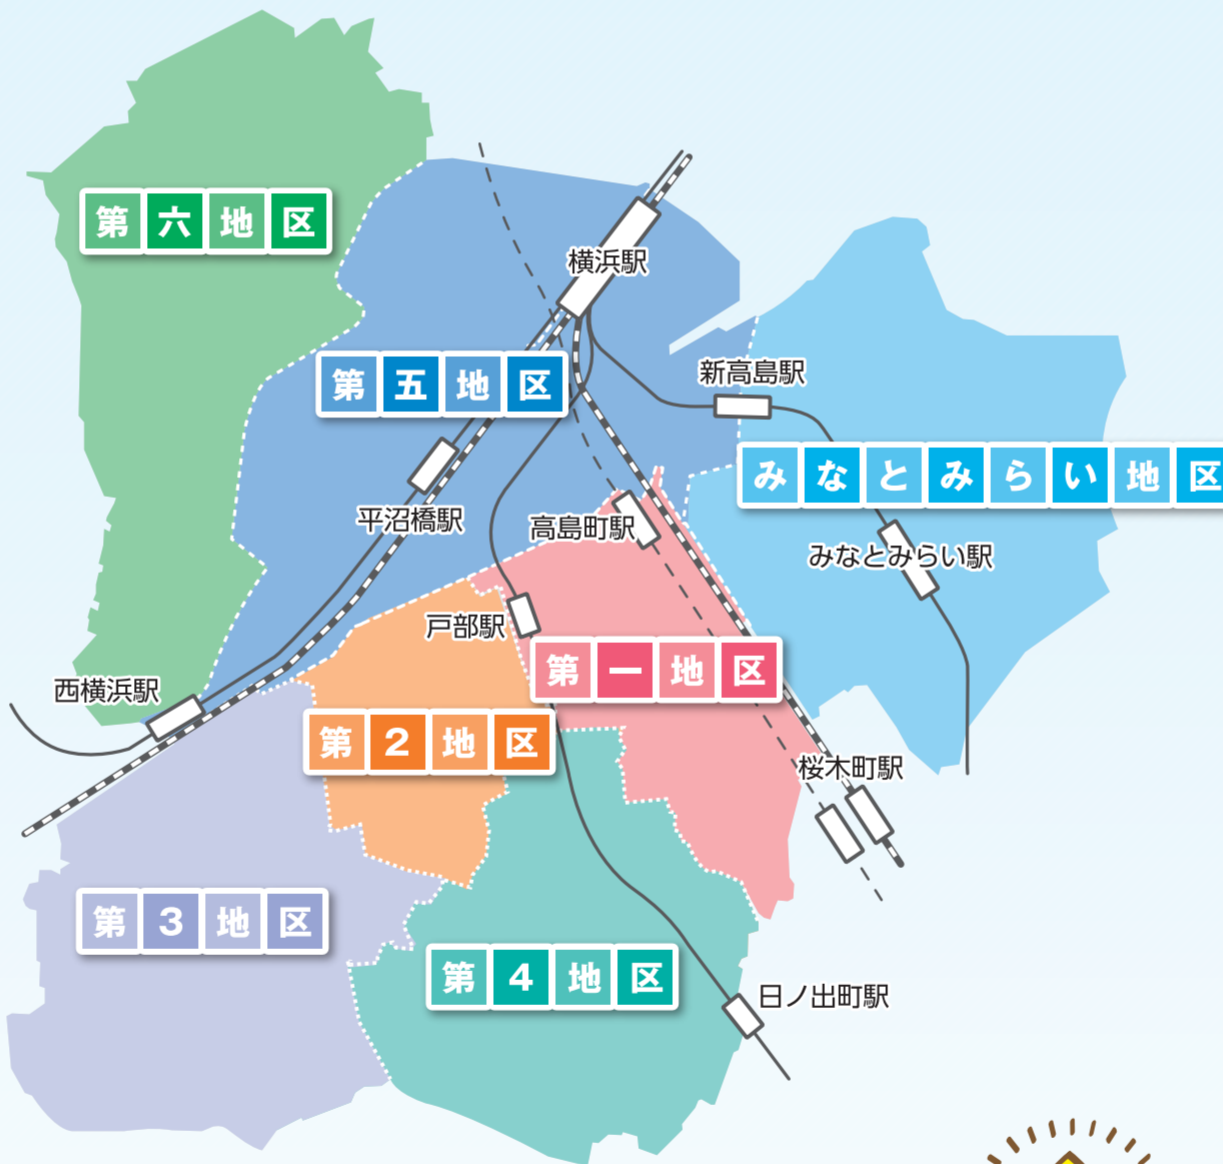 第六地区
横浜駅
第五地区
新高島駅
みなとみらい地区
平沼橋駅
高島町駅
みなとみらい駅
戸部駅
第一地区
西横浜駅
第2地区
桜木町駅
第3地区
第4地区
日ノ出町駅